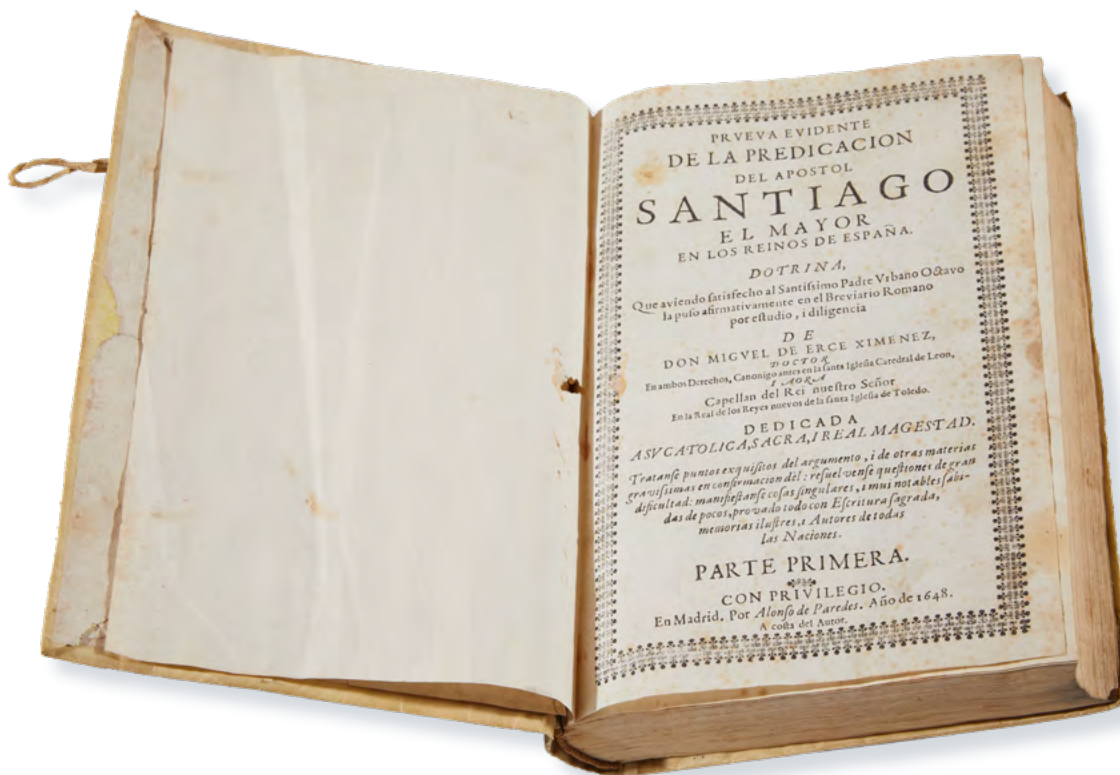 PRVEVA EVIDENTE
DE LA PREDICACION
DEL APOSTOL
SANTIAGO
EL MAYOR
EN LOS REINOS DE ESPAÑA.
DOTRINA,
Que aviendo ſatisfecho al Santiſsimo Padre Vrbano Octavo
la puſo afirmativamente en el Breviario Romano
por eſtudio, i diligencia
DE
DON MIGVEL DE ERCE XIMENEZ,
DOCTOR
En ambos Derechos, Canonigo antes en la ſanta Igleſia Catedral de Leon,
I AORA
Capellan del Rei nueſtro Señor
En la Real de los Reyes nuevos de la ſanta Igleſia de Toledo.
DEDICADA
A SV CATOLICA, SACRA, I REAL MAGESTAD.
Tratanſe puntos exquiſitos del argumento, i de otras materias
graviſsimas en confirmacion dèl: reſuelvenſe queſtiones de gran
dificultad: manifieſtanſe coſas ſingulares, i mui notables ſabi-
das de pocos, provado todo con Eſcritura ſagrada,
memorias iluſtres, i Autores de todas
las Naciones.
PARTE PRIMERA.
CON PRIVILEGIO.
En Madrid. Por Alonſo de Paredes. Año de 1648.
A coſta del Autor.